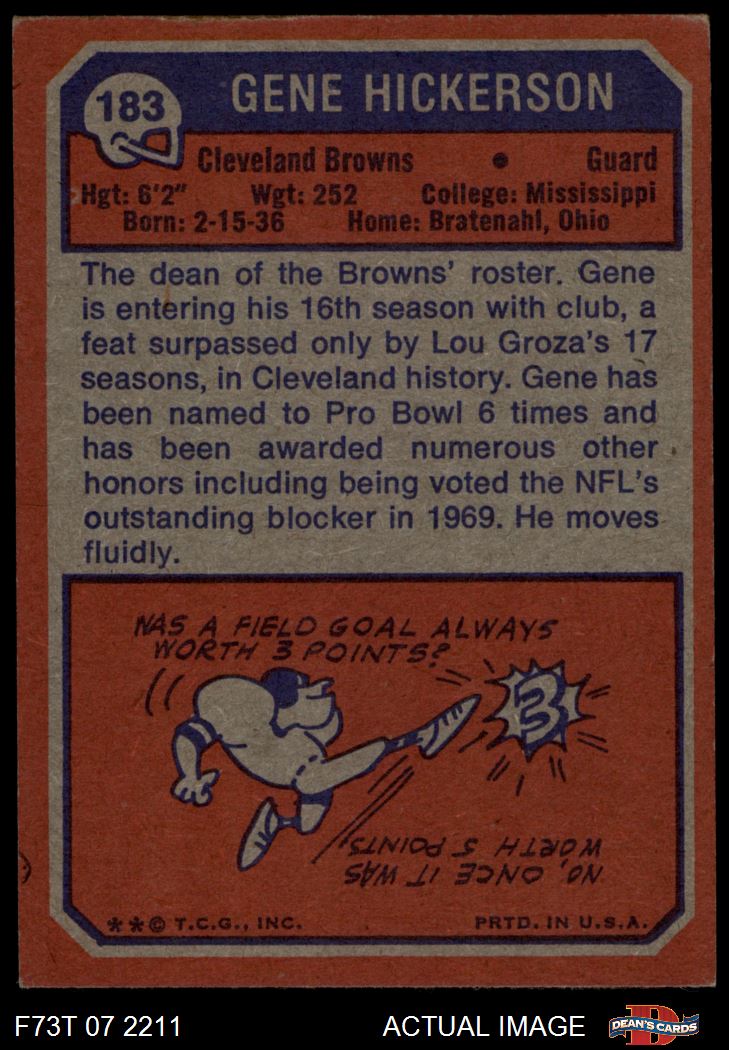 183
GENE HICKERSON
Cleveland Browns • Guard
Hgt: 6'2" Wgt: 252 College: Mississippi
Born: 2-15-36 Home: Bratenahl, Ohio
The dean of the Browns' roster. Gene
is entering his 16th season with club, a
feat surpassed only by Lou Groza's 17
seasons, in Cleveland history. Gene has
been named to Pro Bowl 6 times and
has been awarded numerous other
honors including being voted the NFL's
outstanding blocker in 1969. He moves
fluidly.
WAS A FIELD GOAL ALWAYS
WORTH 3 POINTS?
3
NO, ONCE IT WAS
WORTH 5 POINTS
**© T.C.G., INC. PRTD. IN U.S.A.
F73T 07 2211 ACTUAL IMAGE
D
DEAN'S CARDS